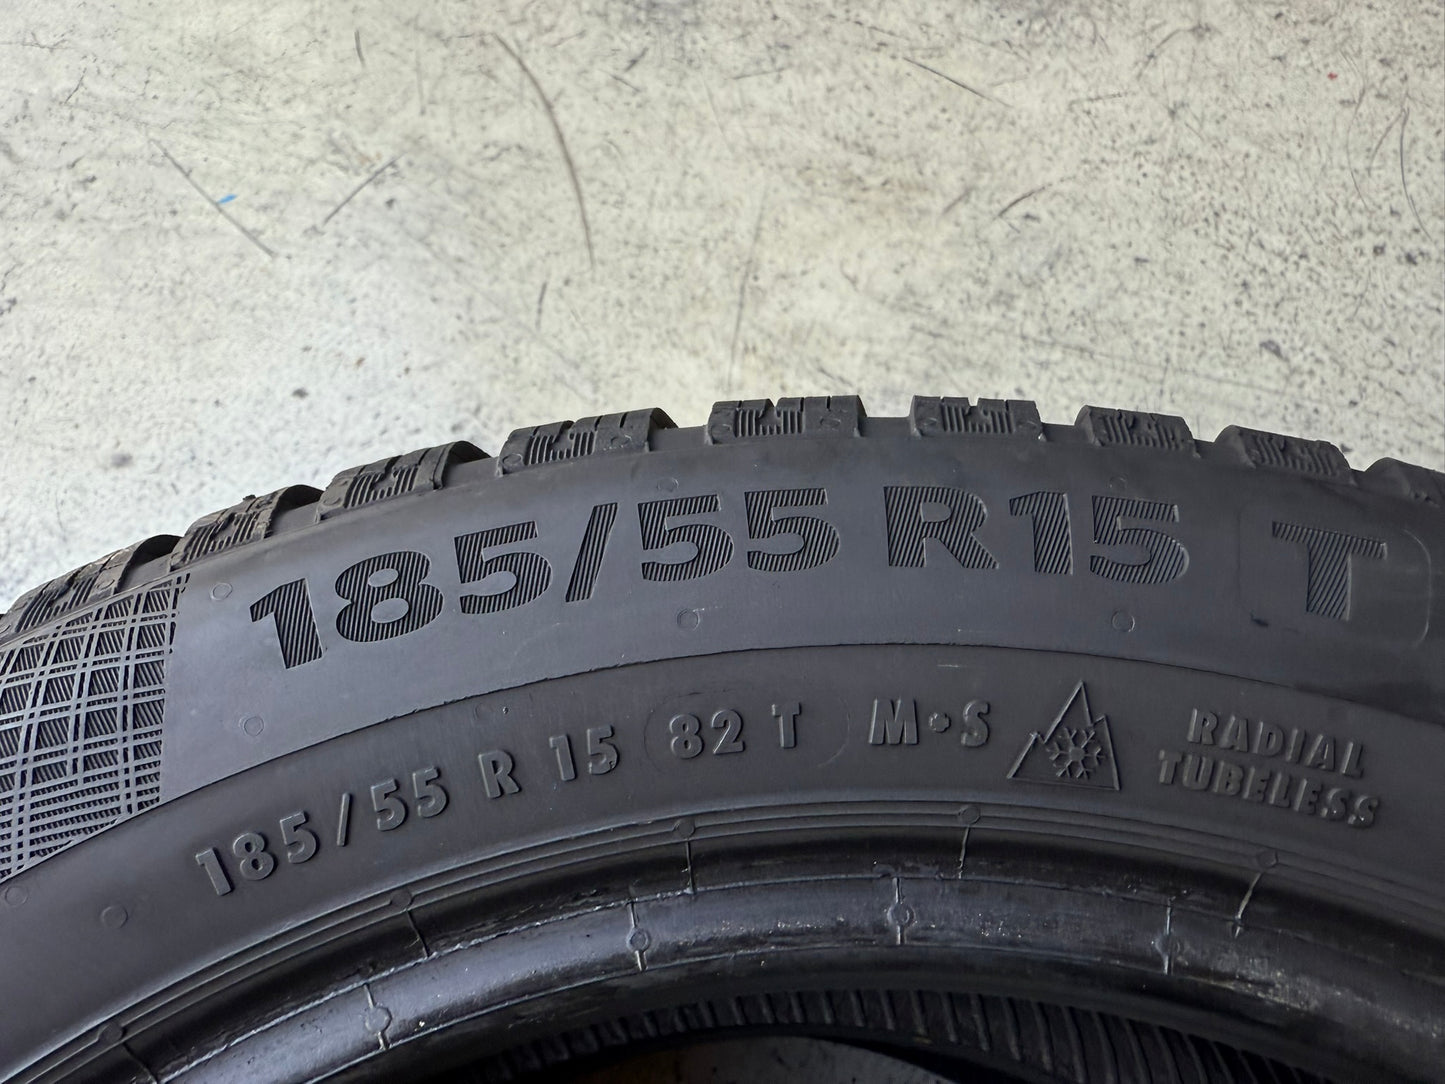 185/55 R15 T
185/55 R 15 82 T M+S RADIAL
TUBELESS